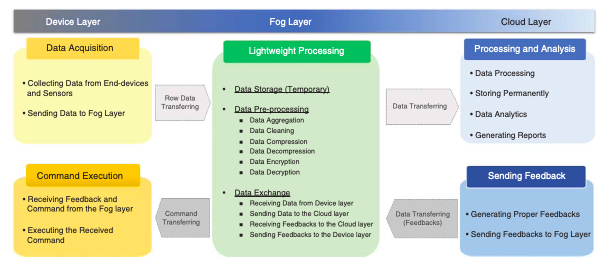 Device Layer
Fog Layer
Cloud Layer
Data Acquisition
• Collecting Data from End-devices
and Sensors
• Sending Data to Fog Layer
Row Data
Transferring
Lightweight Processing
• Data Storage (Temporary)
• Data Pre-processing
■ Data Aggregation
■ Data Cleaning
■ Data Compression
■ Data Decompression
■ Data Encryption
■ Data Decryption
• Data Exchange
■ Receiving Data from Device layer
■ Sending Data to the Cloud layer
■ Receiving Feedbacks to the Cloud layer
■ Sending Feedbacks to the Device layer
Data Transferring
Processing and Analysis
• Data Processing
• Storing Permanently
• Data Analytics
• Generating Reports
Command Execution
• Receiving Feedback and
Command from the Fog layer
• Executing the Received
Command
Command
Transferring
Data Transferring
(Feedbacks)
Sending Feedback
• Generating Proper Feedbacks
• Sending Feedbacks to Fog Layer